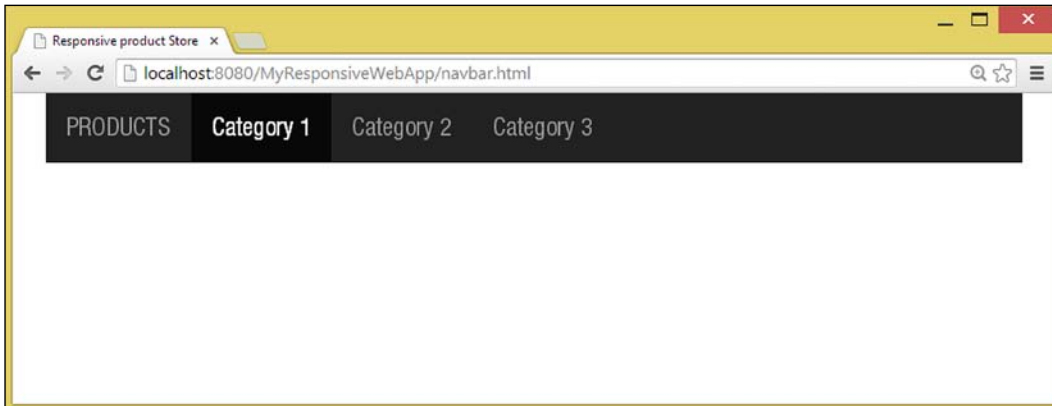 Responsive product Store
localhost:8080/MyResponsiveWebApp/navbar.html
PRODUCTS Category 1 Category 2 Category 3